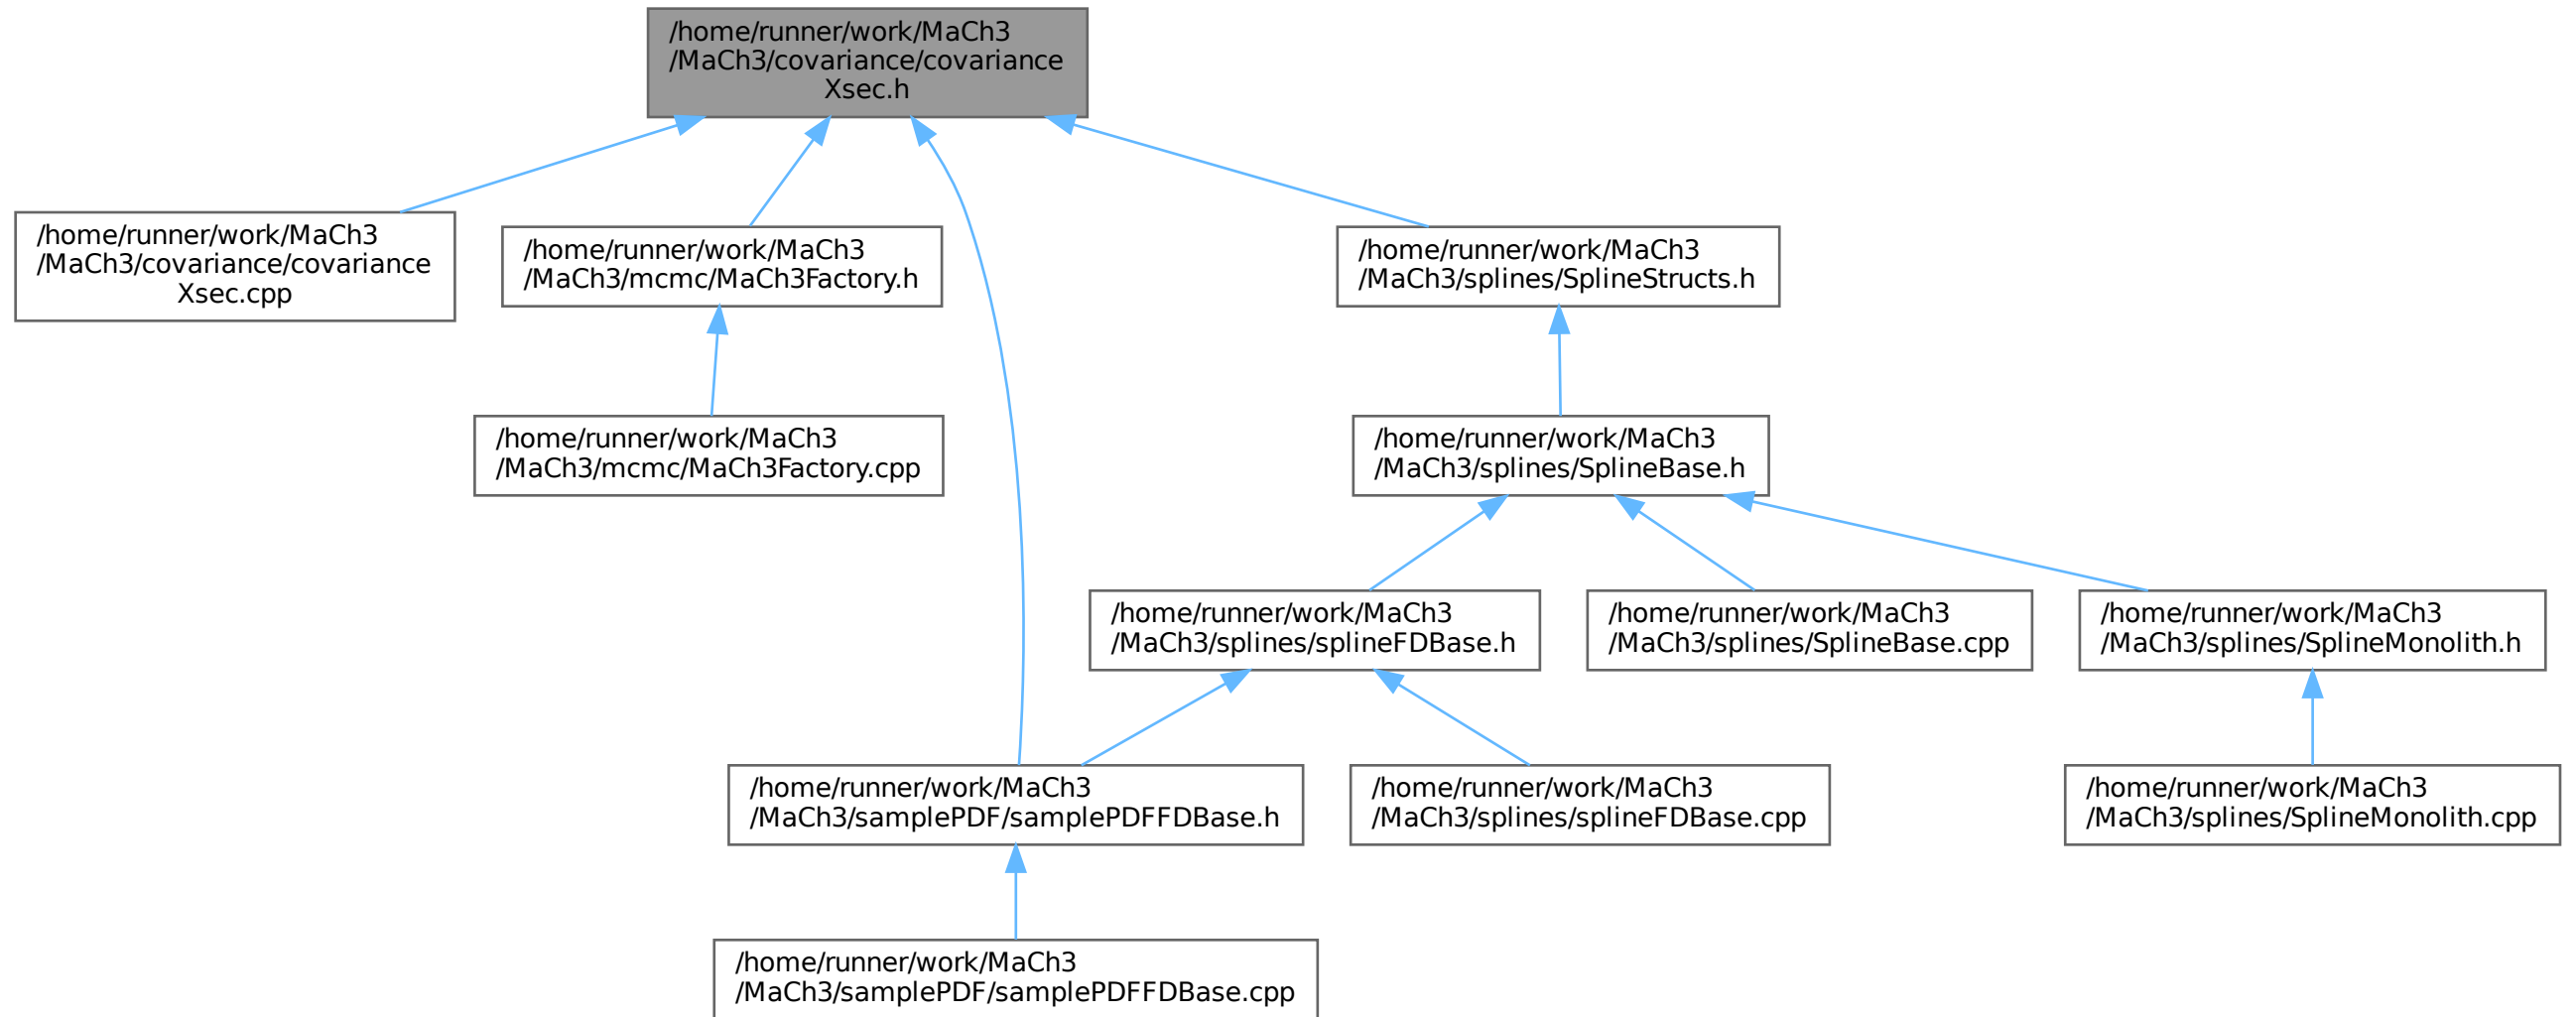 /home/runner/work/MaCh3
/MaCh3/covariance/covariance
Xsec.h
/home/runner/work/MaCh3
/MaCh3/covariance/covariance
Xsec.cpp
/home/runner/work/MaCh3
/MaCh3/mcmc/MaCh3Factory.h
/home/runner/work/MaCh3
/MaCh3/splines/SplineStructs.h
/home/runner/work/MaCh3
/MaCh3/mcmc/MaCh3Factory.cpp
/home/runner/work/MaCh3
/MaCh3/splines/SplineBase.h
/home/runner/work/MaCh3
/MaCh3/splines/splineFDBase.h
/home/runner/work/MaCh3
/MaCh3/splines/SplineBase.cpp
/home/runner/work/MaCh3
/MaCh3/splines/SplineMonolith.h
/home/runner/work/MaCh3
/MaCh3/samplePDF/samplePDFFDBase.h
/home/runner/work/MaCh3
/MaCh3/splines/splineFDBase.cpp
/home/runner/work/MaCh3
/MaCh3/splines/SplineMonolith.cpp
/home/runner/work/MaCh3
/MaCh3/samplePDF/samplePDFFDBase.cpp